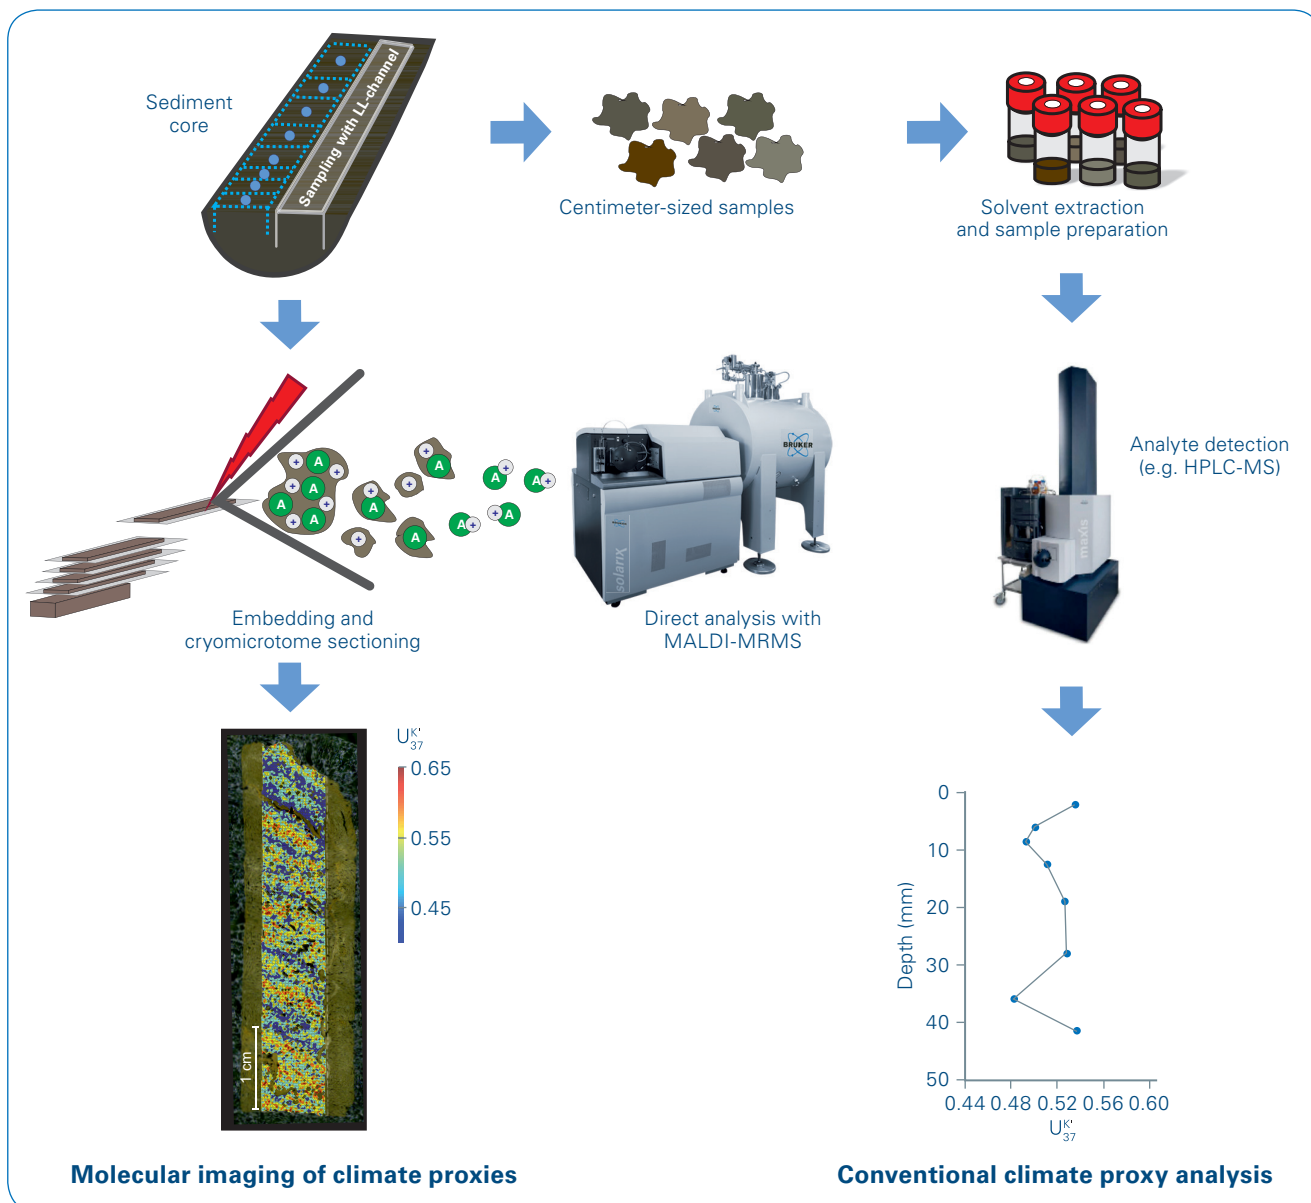 Sediment
core
Sampling with LL-channel
Centimeter-sized samples
Solvent extraction
and sample preparation
+ A + + A + A + A + A +
+ A + + + A + + A A + A + + A A +
Embedding and
cryomicrotome sectioning
BRUKER
solariX
Direct analysis with
MALDI-MRMS
maxis
Analyte detection
(e.g. HPLC-MS)
U37K'
0.65
0.55
0.45
1 cm
Depth (mm)
0
10
20
30
40
50
0.44 0.48 0.52 0.56 0.60
U37K'
Molecular imaging of climate proxies
Conventional climate proxy analysis